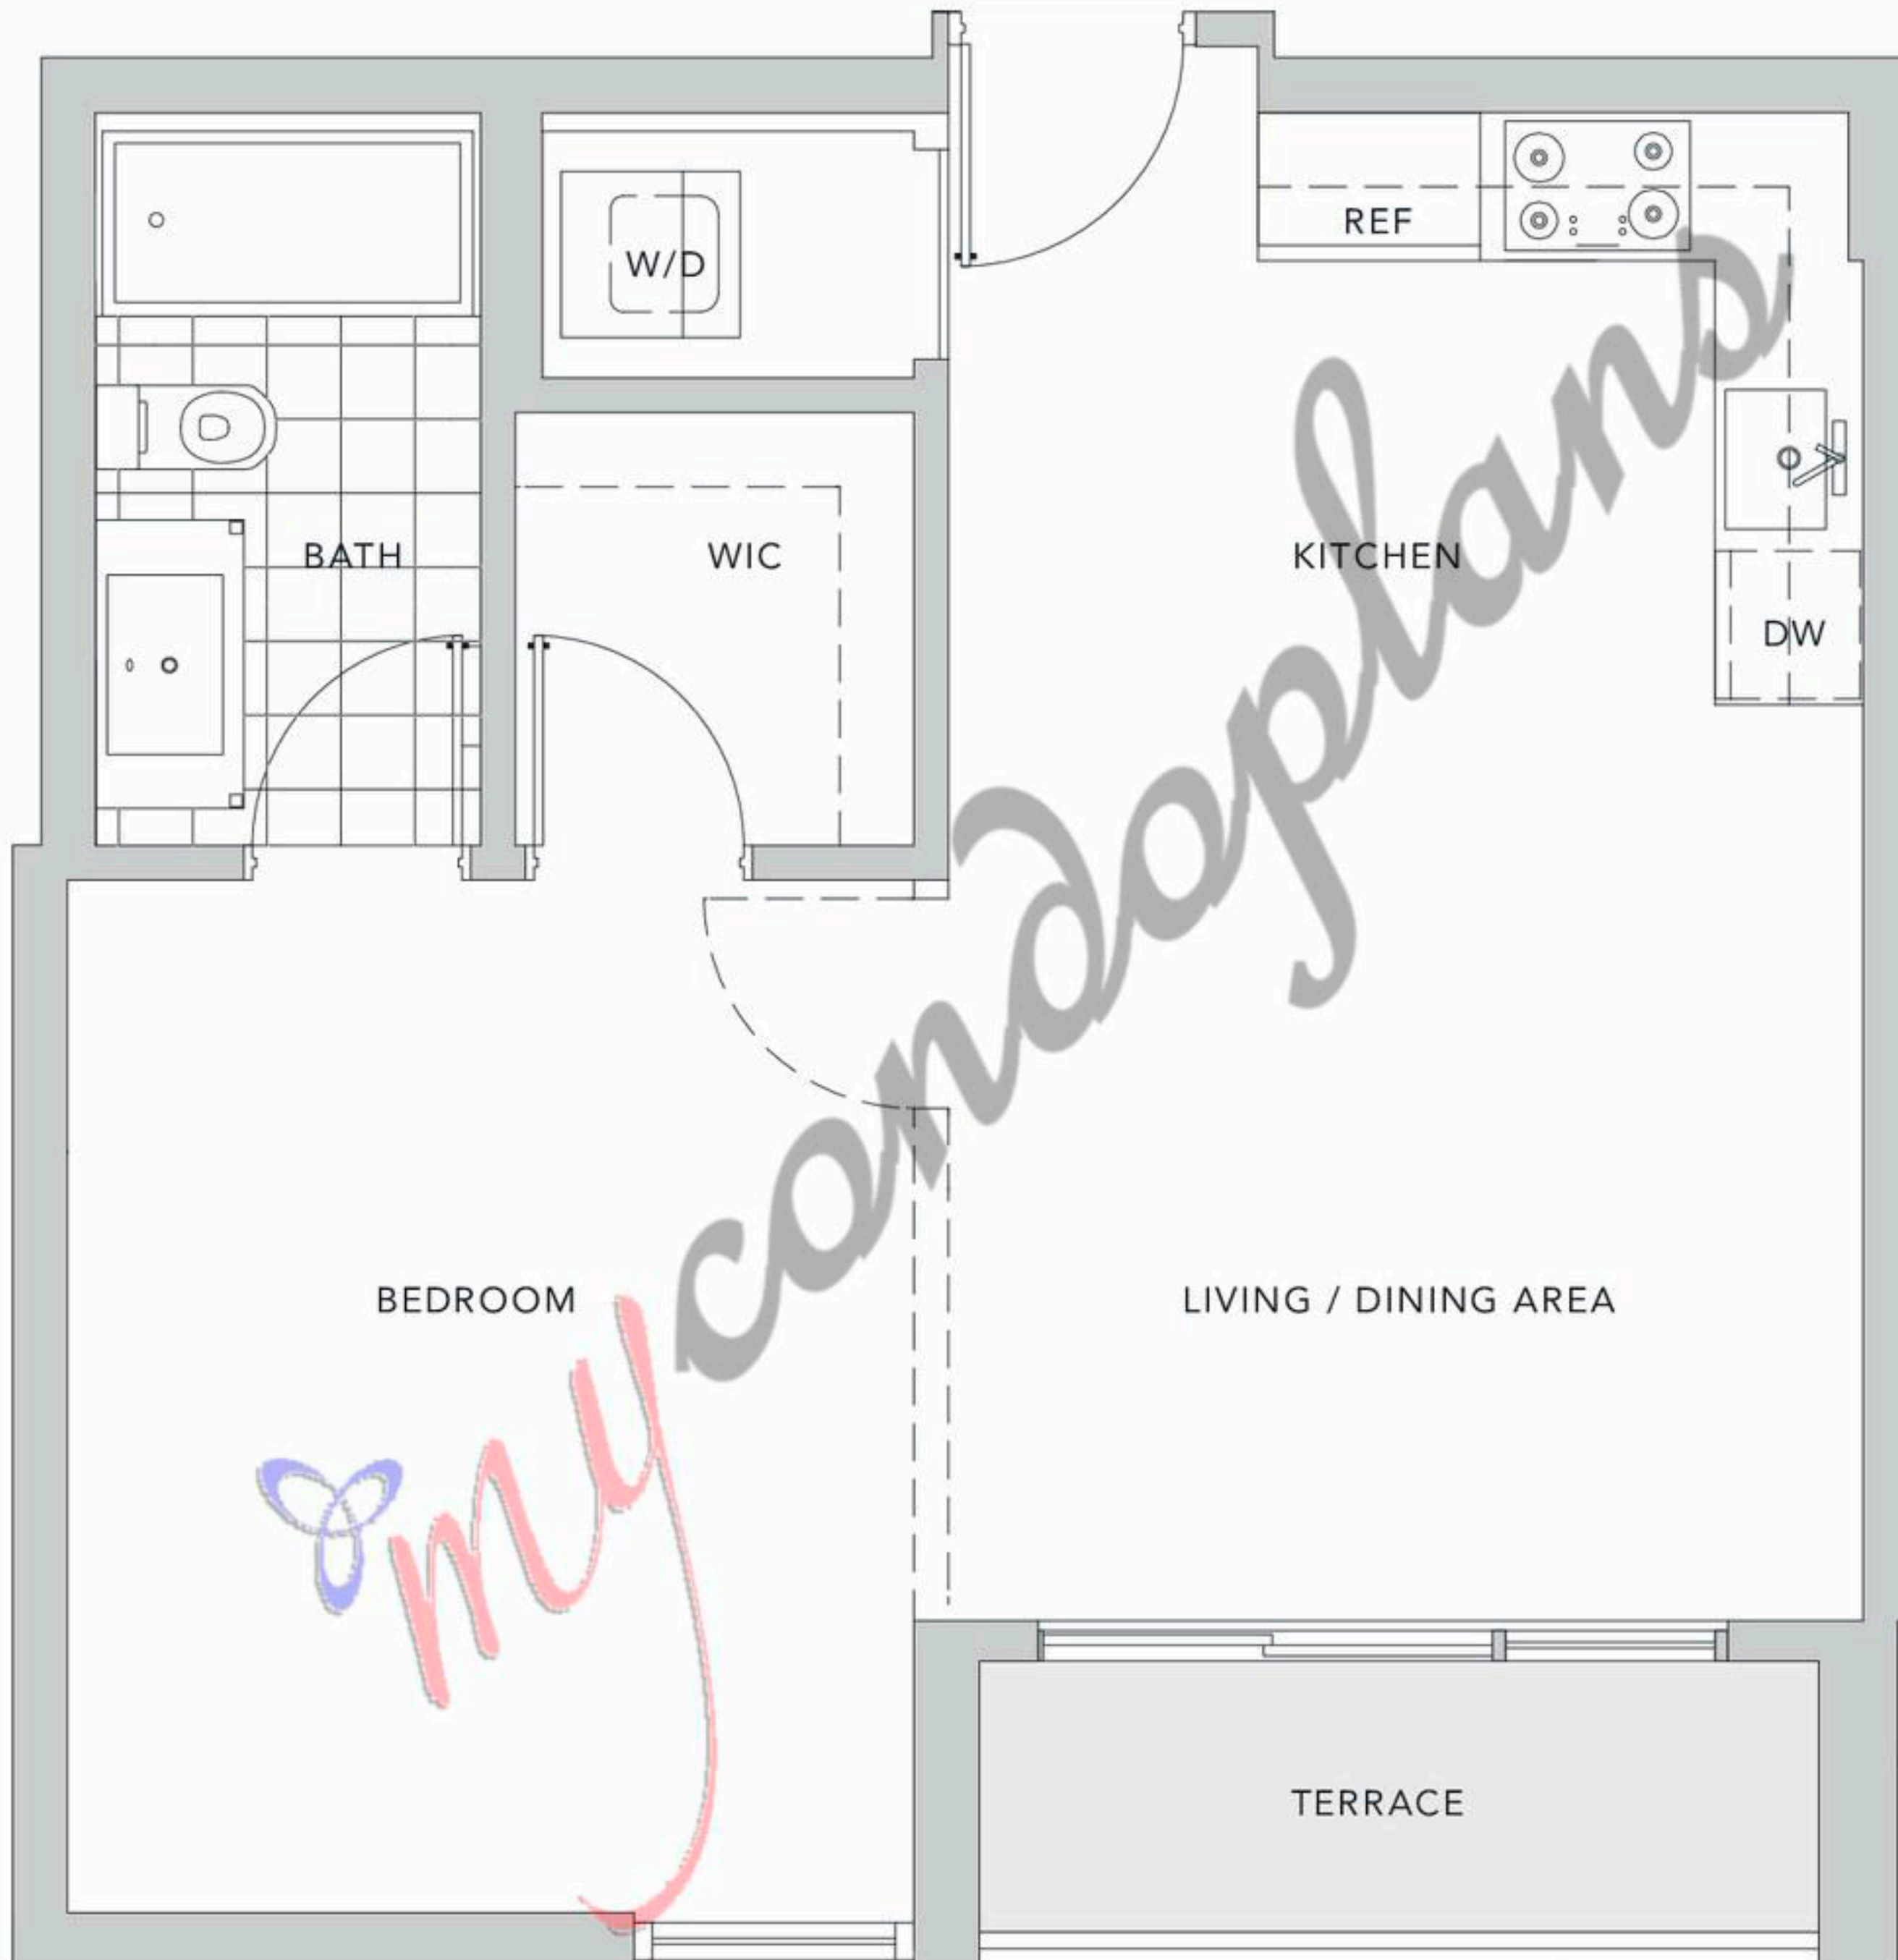 REF
W/D
BATH
WIC
KITCHEN
DW
BEDROOM
LIVING / DINING AREA
TERRACE
mycondoplans